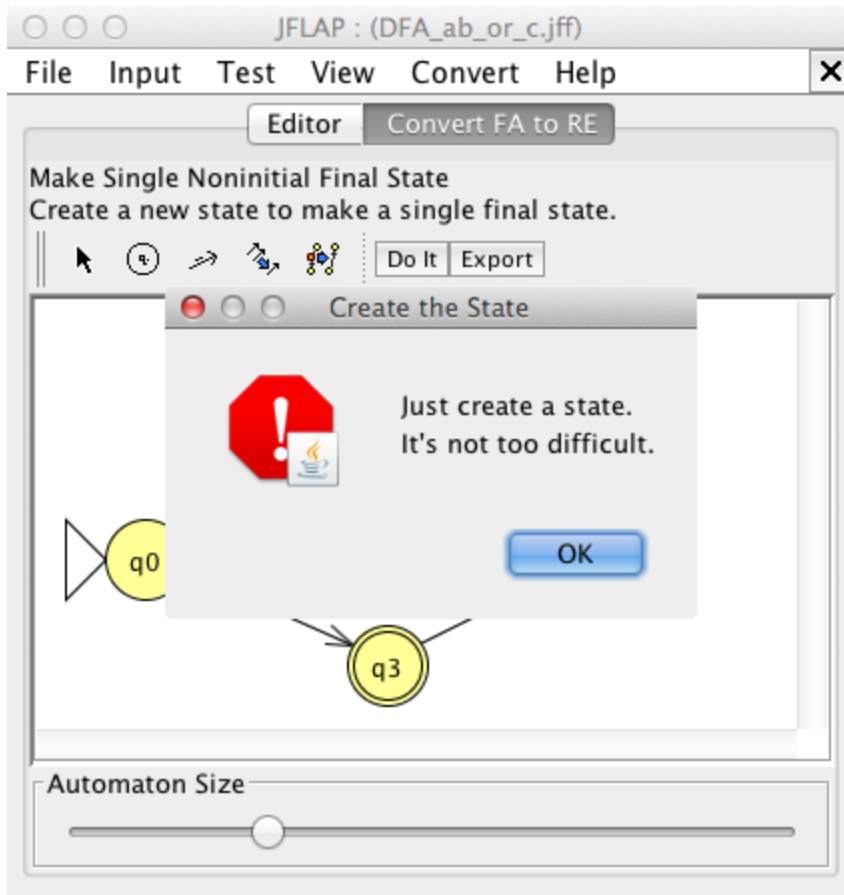 JFLAP : (DFA_ab_or_c.jff)
File Input Test View Convert Help
Editor Convert FA to RE
Make Single Noninitial Final State
Create a new state to make a single final state.
Do It Export
Create the State
Just create a state.
It's not too difficult.
OK
q0
q3
Automaton Size